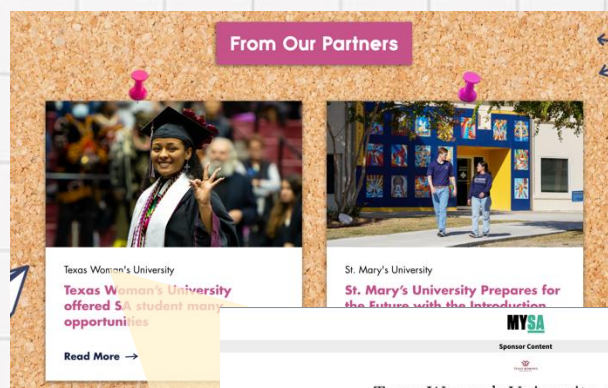 From Our Partners
Texas Woman's University
Texas Woman's University
offered SA student many
opportunities
Read More →
St. Mary's University
St. Mary's University Prepares for
the Future with the Introduction
MYSA
Sponsor Content